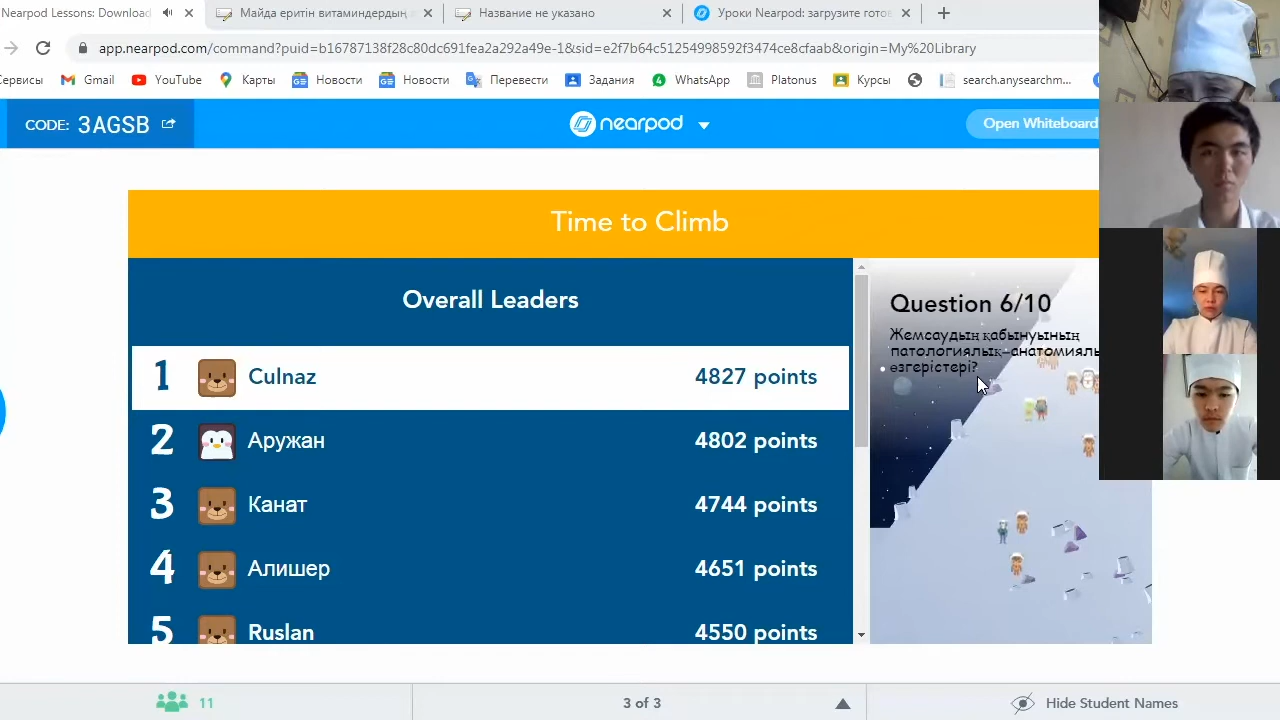 Nearpod Lessons: Download
Майда еритін витаминдердың
Название не указано
Уроки Nearpod: загрузите гото
app.nearpod.com/command?puid=b16787138f28c80dc691fea2a292a49e-1&sid=e2f7b64c51254938592fb474ce8cfaab&origin=My%20Library
Сервисы
Gmail
YouTube
Карты
Новости
Новости
Перевести
Задания
WhatsApp
Platonus
Курсы
searchanysearchm...
CODE: 3AGSB
nearpod
Open Whiteboard
Time to Climb
Overall Leaders
1 Culnaz 4827 points
2 Аружан 4802 points
3 Канат 4744 points
4 Алишер 4651 points
5 Ruslan 4550 points
Question 6/10
Жемсаудың қабынуының
патологиялық-анатомиялы
өзгерістері?
11
3 of 3
Hide Student Names